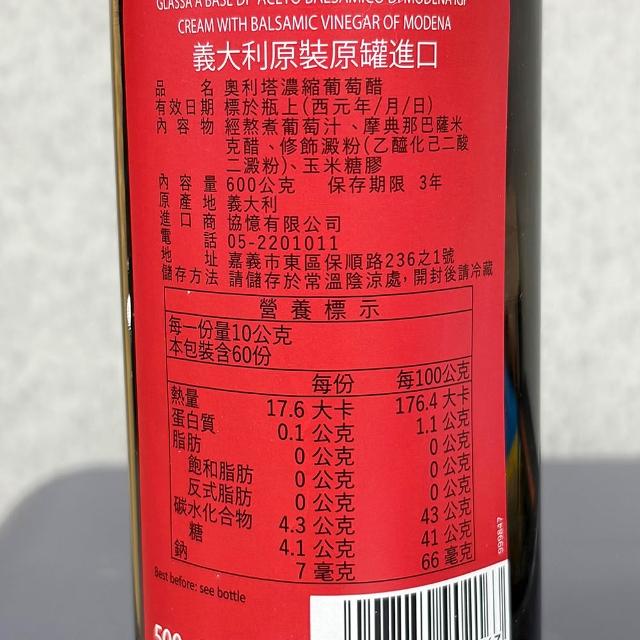 GLASSA A BASE DI "ACETO BALSAMICO DI MODENA IGP"
CREAM WITH BALSAMIC VINEGAR OF MODENA
義大利原裝原罐進口
品名 奧利塔濃縮葡萄醋
有效日期 標於瓶上(西元年/月/日)
內容物 經熬煮葡萄汁、摩典那巴薩米
克醋、修飾澱粉(乙醯化己二酸
二澱粉)、玉米糖膠
內容量 600公克 保存期限 3年
原產地 義大利
進口商 協憶有限公司
電話 05-2201011
地址 嘉義市東區保順路236之1號
儲存方法 請儲存於常溫陰涼處,開封後請冷藏
營養標示
每一份量10公克
本包裝含60份
每份 每100公克
熱量 17.6 大卡 176.4 大卡
蛋白質 0.1 公克 1.1 公克
脂肪 0 公克 0 公克
飽和脂肪 0 公克 0 公克
反式脂肪 0 公克 0 公克
碳水化合物 4.3 公克 43 公克
糖 4.1 公克 41 公克
鈉 7 毫克 66 毫克
Best before: see bottle
999847